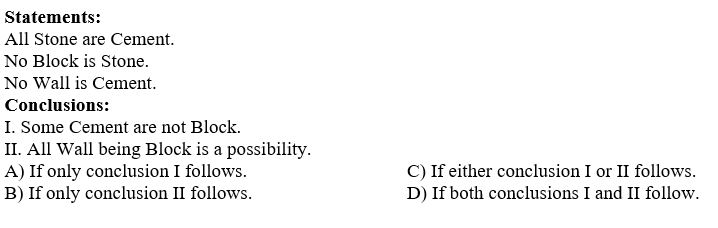 Statements:
All Stone are Cement.
No Block is Stone.
No Wall is Cement.
Conclusions:
I. Some Cement are not Block.
II. All Wall being Block is a possibility.
A) If only conclusion I follows.
C) If either conclusion I or II follows.
B) If only conclusion II follows.
D) If both conclusions I and II follow.